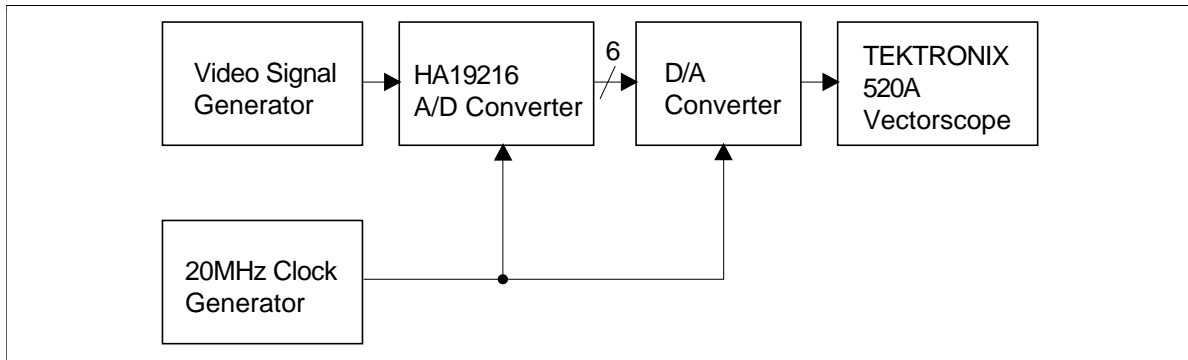 Video Signal
Generator
HA19216
A/D Converter
6
D/A
Converter
TEKTRONIX
520A
Vectorscope
20MHz Clock
Generator